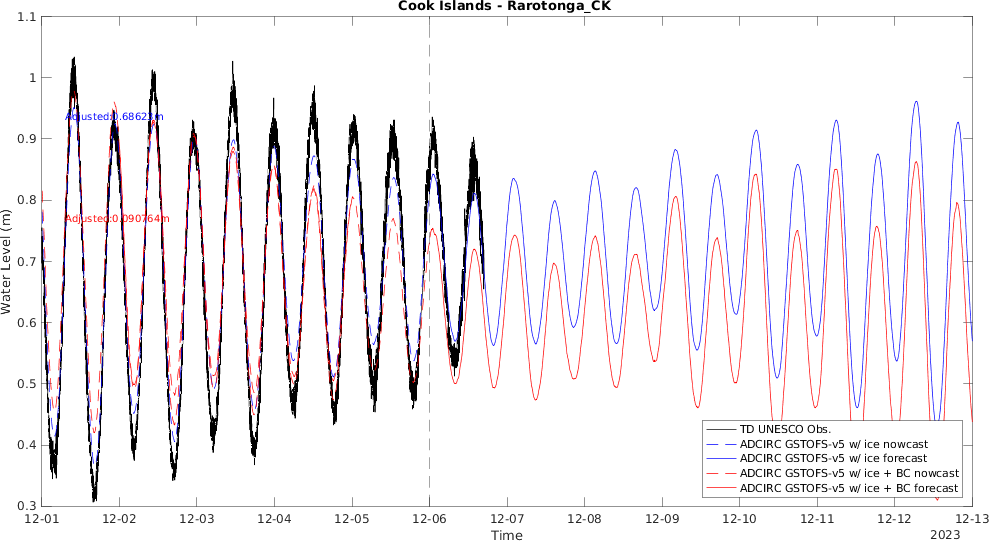 Cook Islands - Rarotonga_CK
1.1
1
0.9
0.8
0.7
0.6
0.5
0.4
0.3
Water Level (m)
Adjusted:0.68623m
Adjusted:0.090764m
TD UNESCO Obs.
ADCIRC GSTOFS-v5 w/ ice nowcast
ADCIRC GSTOFS-v5 w/ ice forecast
ADCIRC GSTOFS-v5 w/ ice + BC nowcast
ADCIRC GSTOFS-v5 w/ ice + BC forecast
12-01 12-02 12-03 12-04 12-05 12-06 12-07 12-08 12-09 12-10 12-11 12-12 12-13
Time
2023